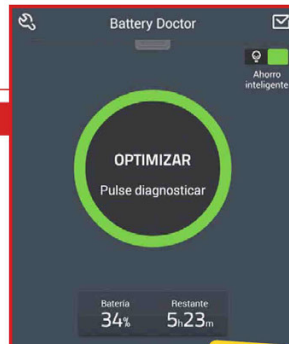 Battery Doctor
Ahorro
inteligente
OPTIMIZAR
Pulse diagnosticar
Batería Restante
34% 5h23m